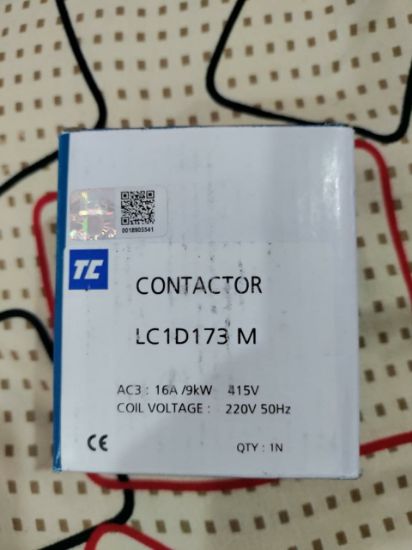 0018903541
TC
CONTACTOR
LC1D173 M
AC3 : 16A /9kW 415V
COIL VOLTAGE : 220V 50Hz
CE
QTY : 1N